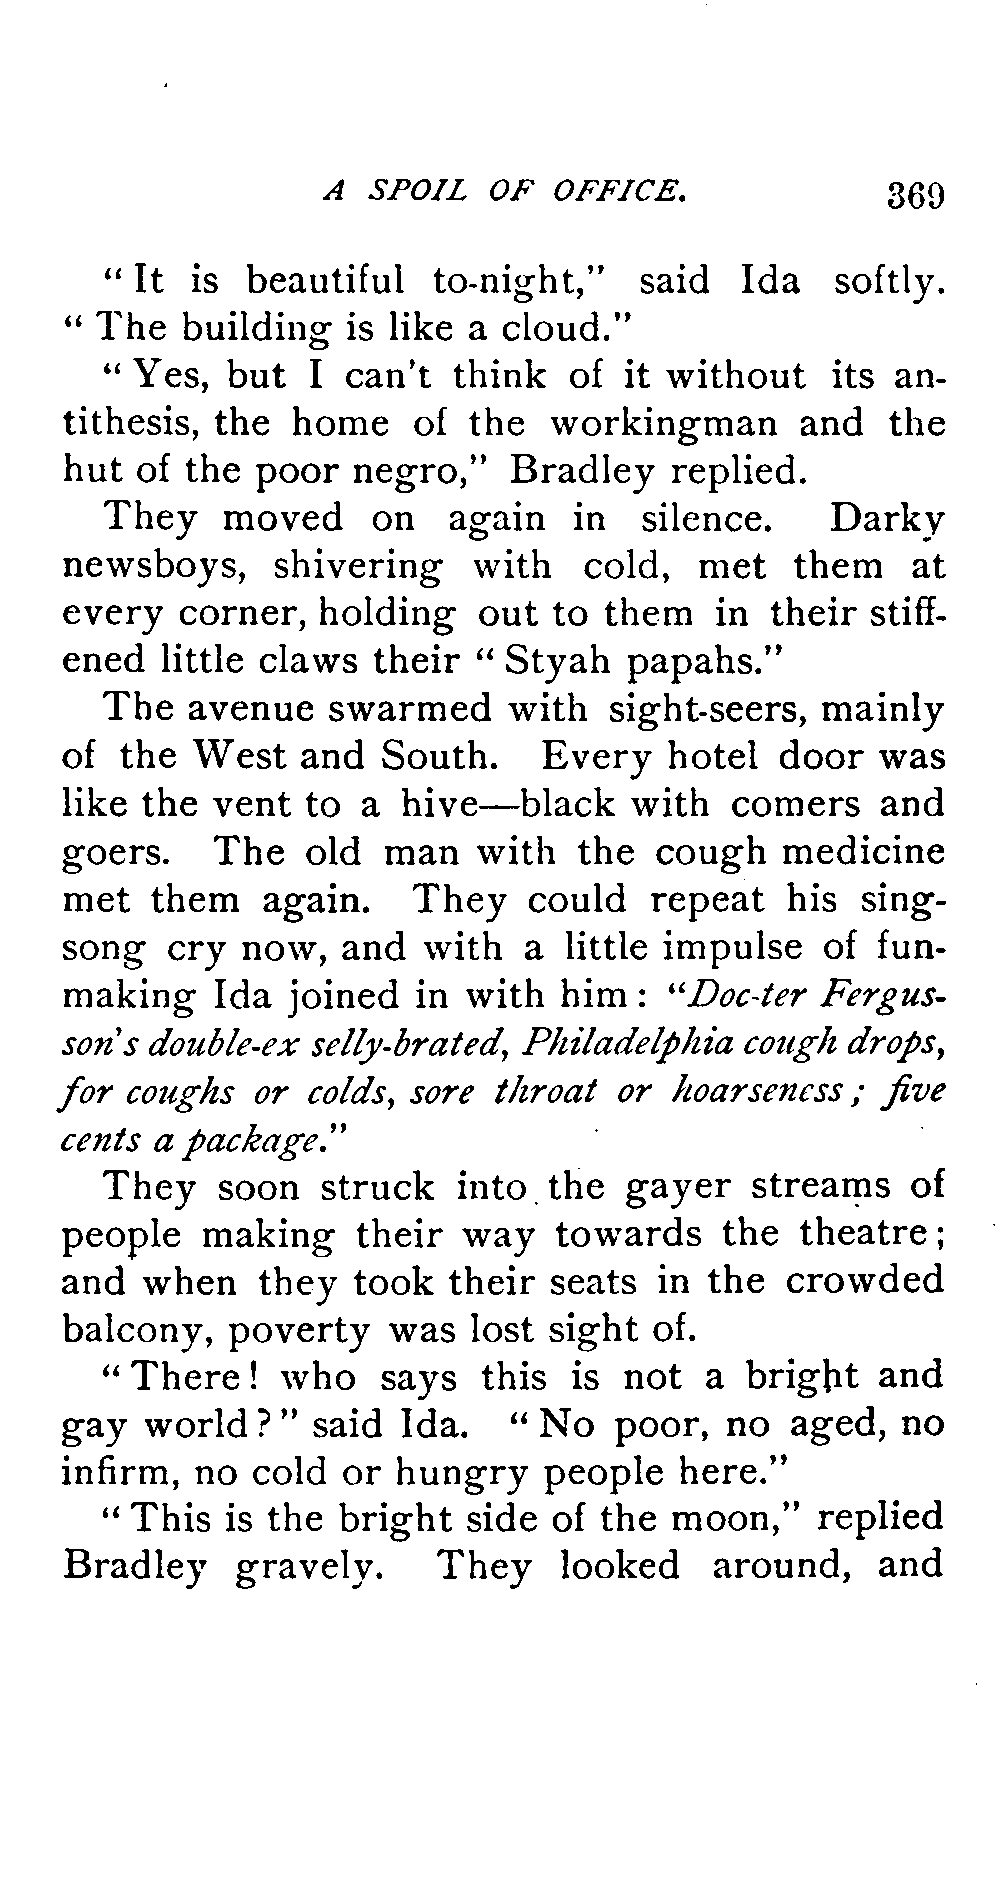 A SPOIL OF OFFICE. 369
“ It is beautiful to-night,” said Ida softly.
“ The building is like a cloud.”
“ Yes, but I can't think of it without its an-
tithesis, the home of the workingman and the
hut of the poor negro,” Bradley replied.
They moved on again in silence. Darky
newsboys, shivering with cold, met them at
every corner, holding out to them in their stiff-
ened little claws their “ Styah papahs.”
The avenue swarmed with sight-seers, mainly
of the West and South. Every hotel door was
like the vent to a hive—black with comers and
goers. The old man with the cough medicine
met them again. They could repeat his sing-
song cry now, and with a little impulse of fun-
making Ida joined in with him : “Doc-ter Fergus-
son's double-ex selly-brated, Philadelphia cough drops,
for coughs or colds, sore throat or hoarseness ; five
cents a package.”
They soon struck into the gayer streams of
people making their way towards the theatre ;
and when they took their seats in the crowded
balcony, poverty was lost sight of.
“ There ! who says this is not a bright and
gay world ? ” said Ida. “ No poor, no aged, no
infirm, no cold or hungry people here.”
“ This is the bright side of the moon,” replied
Bradley gravely. They looked around, and